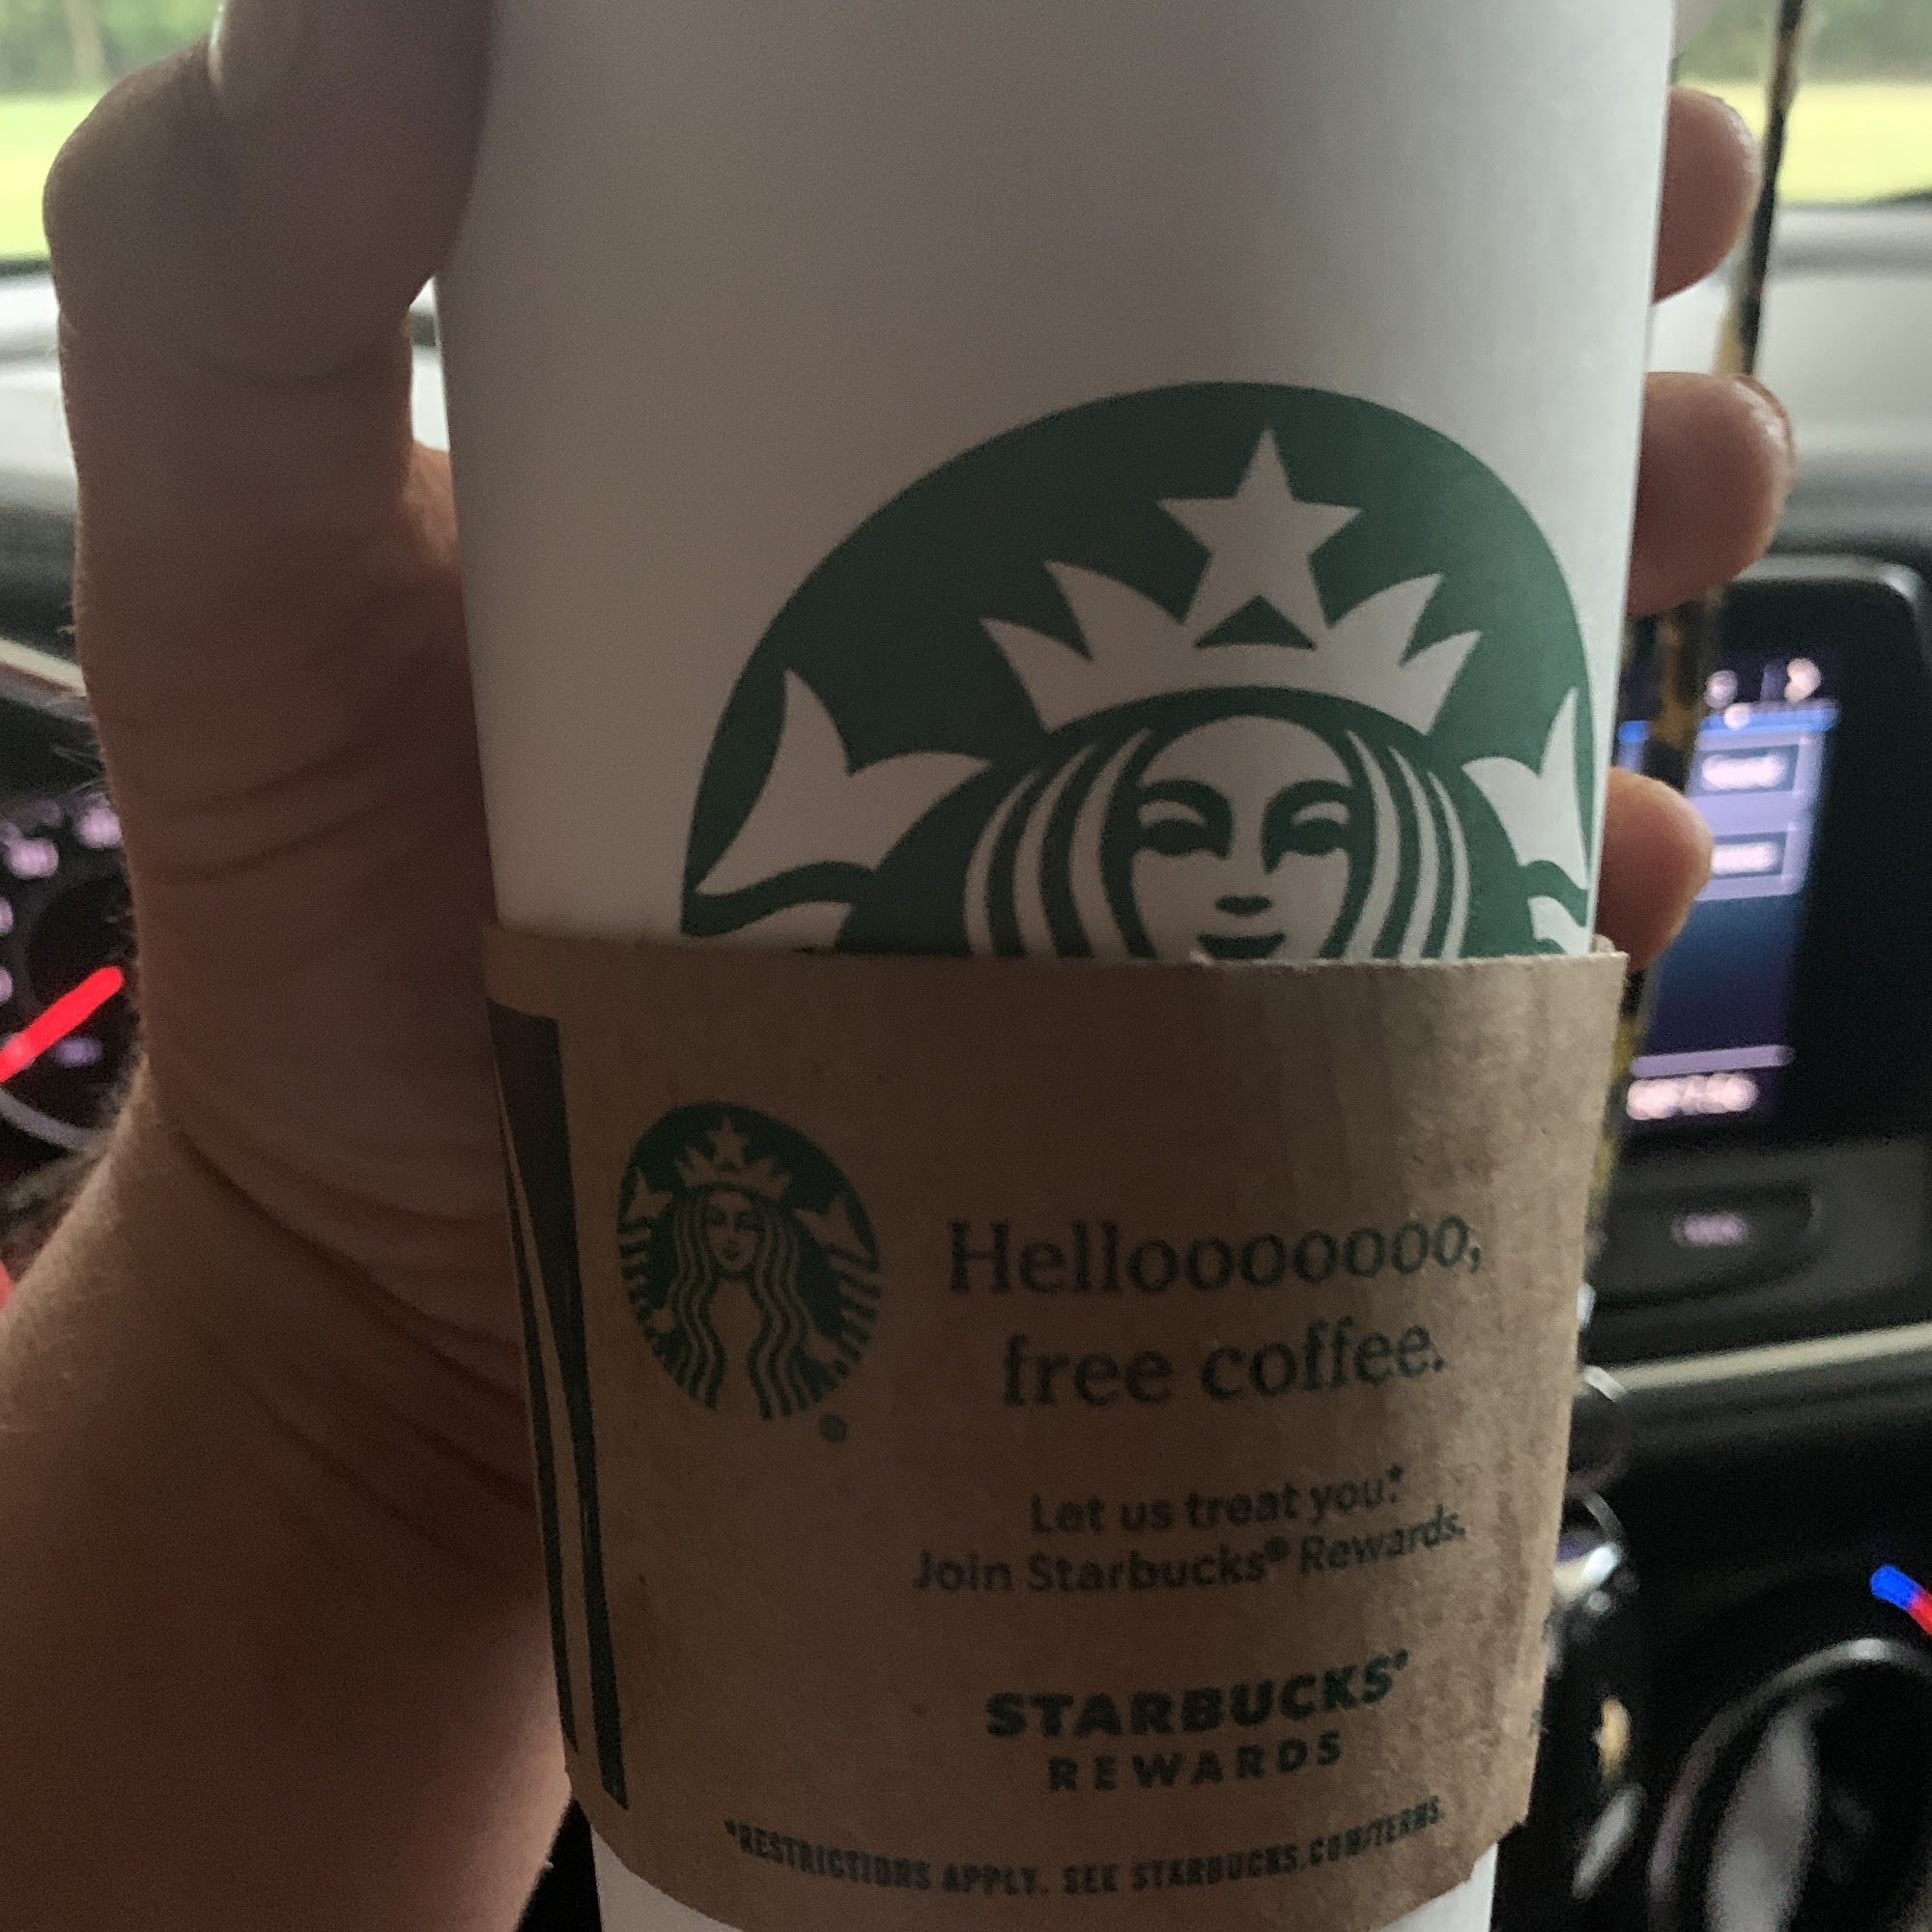 Helloooooooo,
free coffee.
Let us treat you.*
Join Starbucks® Rewards.
STARBUCKS®
REWARDS
*RESTRICTIONS APPLY. SEE STARBUCKS.COM/TERMS.